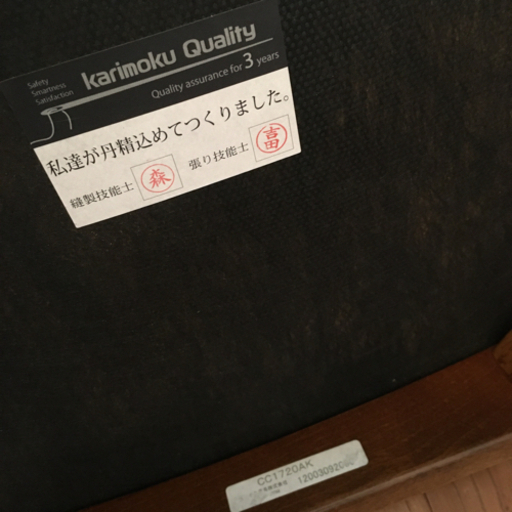 Safety
Smartness
Satisfaction
karimoku Quality
Quality assurance for 3 years
私達が丹精込めてつくりました。
縫製技能士 森 張り技能士 富
CC1720AK